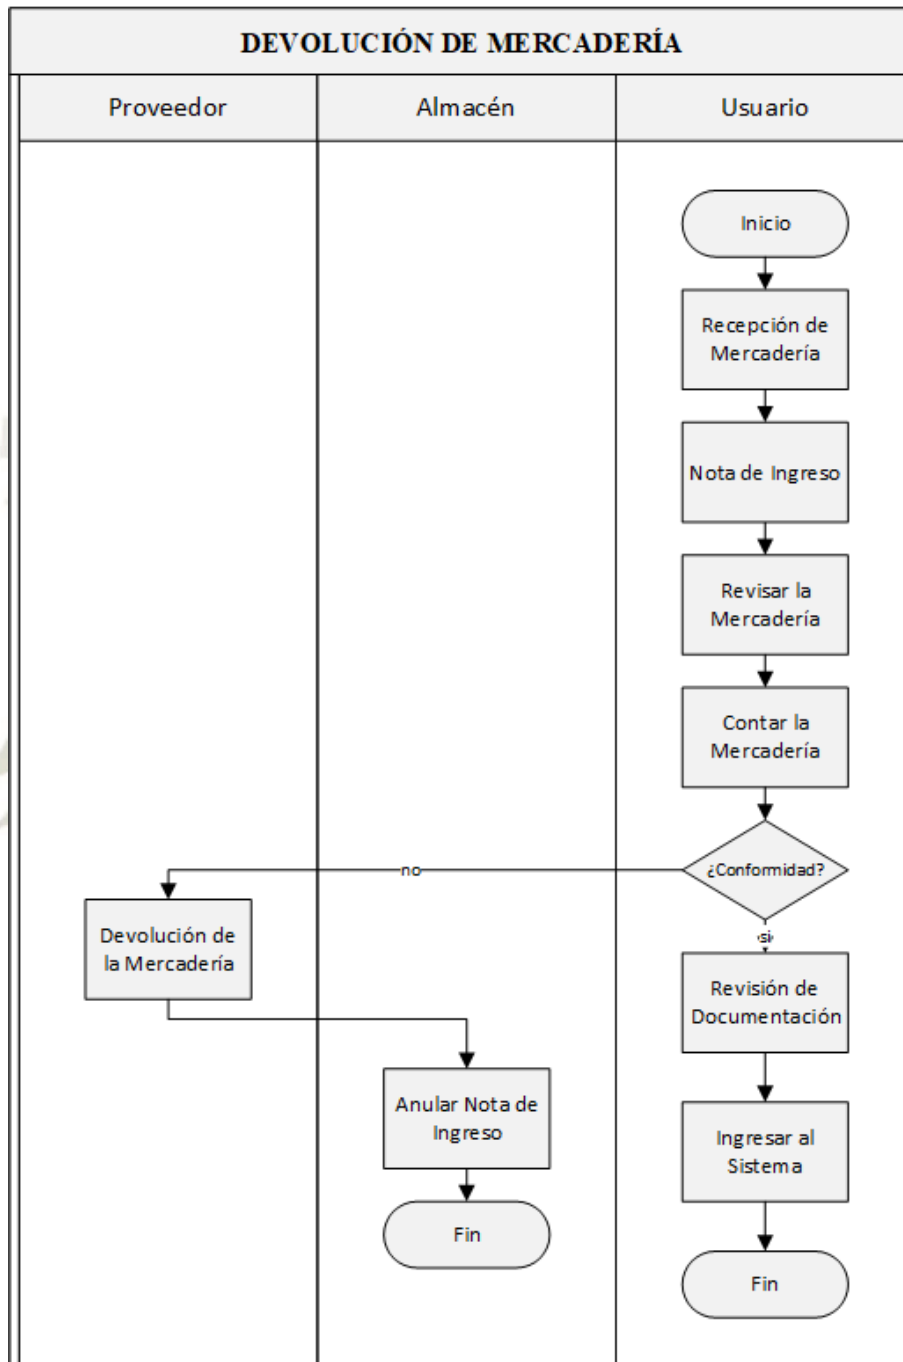 DEVOLUCIÓN DE MERCADERÍA
Proveedor
Almacén
Usuario
Inicio
Recepción de
Mercadería
Nota de Ingreso
Revisar la
Mercadería
Contar la
Mercadería
¿Conformidad?
no
si
Devolución de
la Mercadería
Revisión de
Documentación
Anular Nota de
Ingreso
Ingresar al
Sistema
Fin
Fin